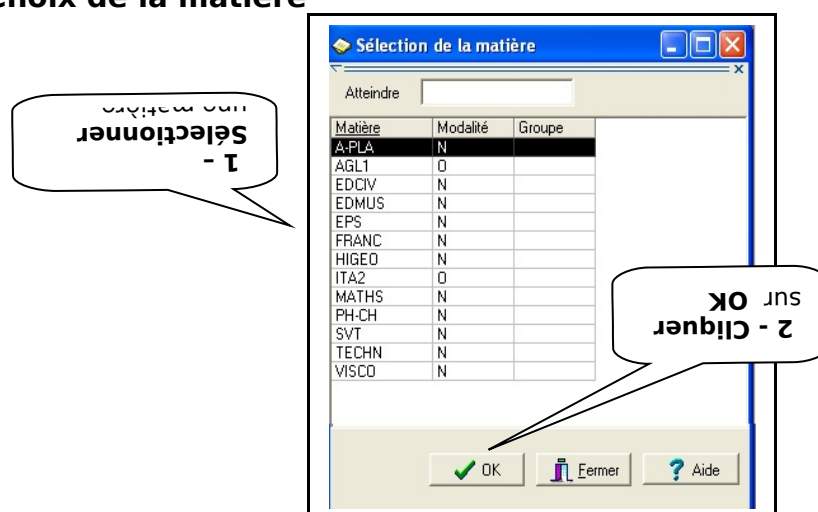 choix de la matière
Sélection de la matière
Atteindre
Matière Modalité Groupe
A-PLA N
AGL1 O
EDCIV N
EDMUS N
EPS N
FRANC N
HIGEO N
ITA2 O
MATHS N
PH-CH N
SVT N
TECHN N
VISCO N
OK Fermer Aide
1 -
Sélectionner
une matière
2 - Cliquer
sur OK